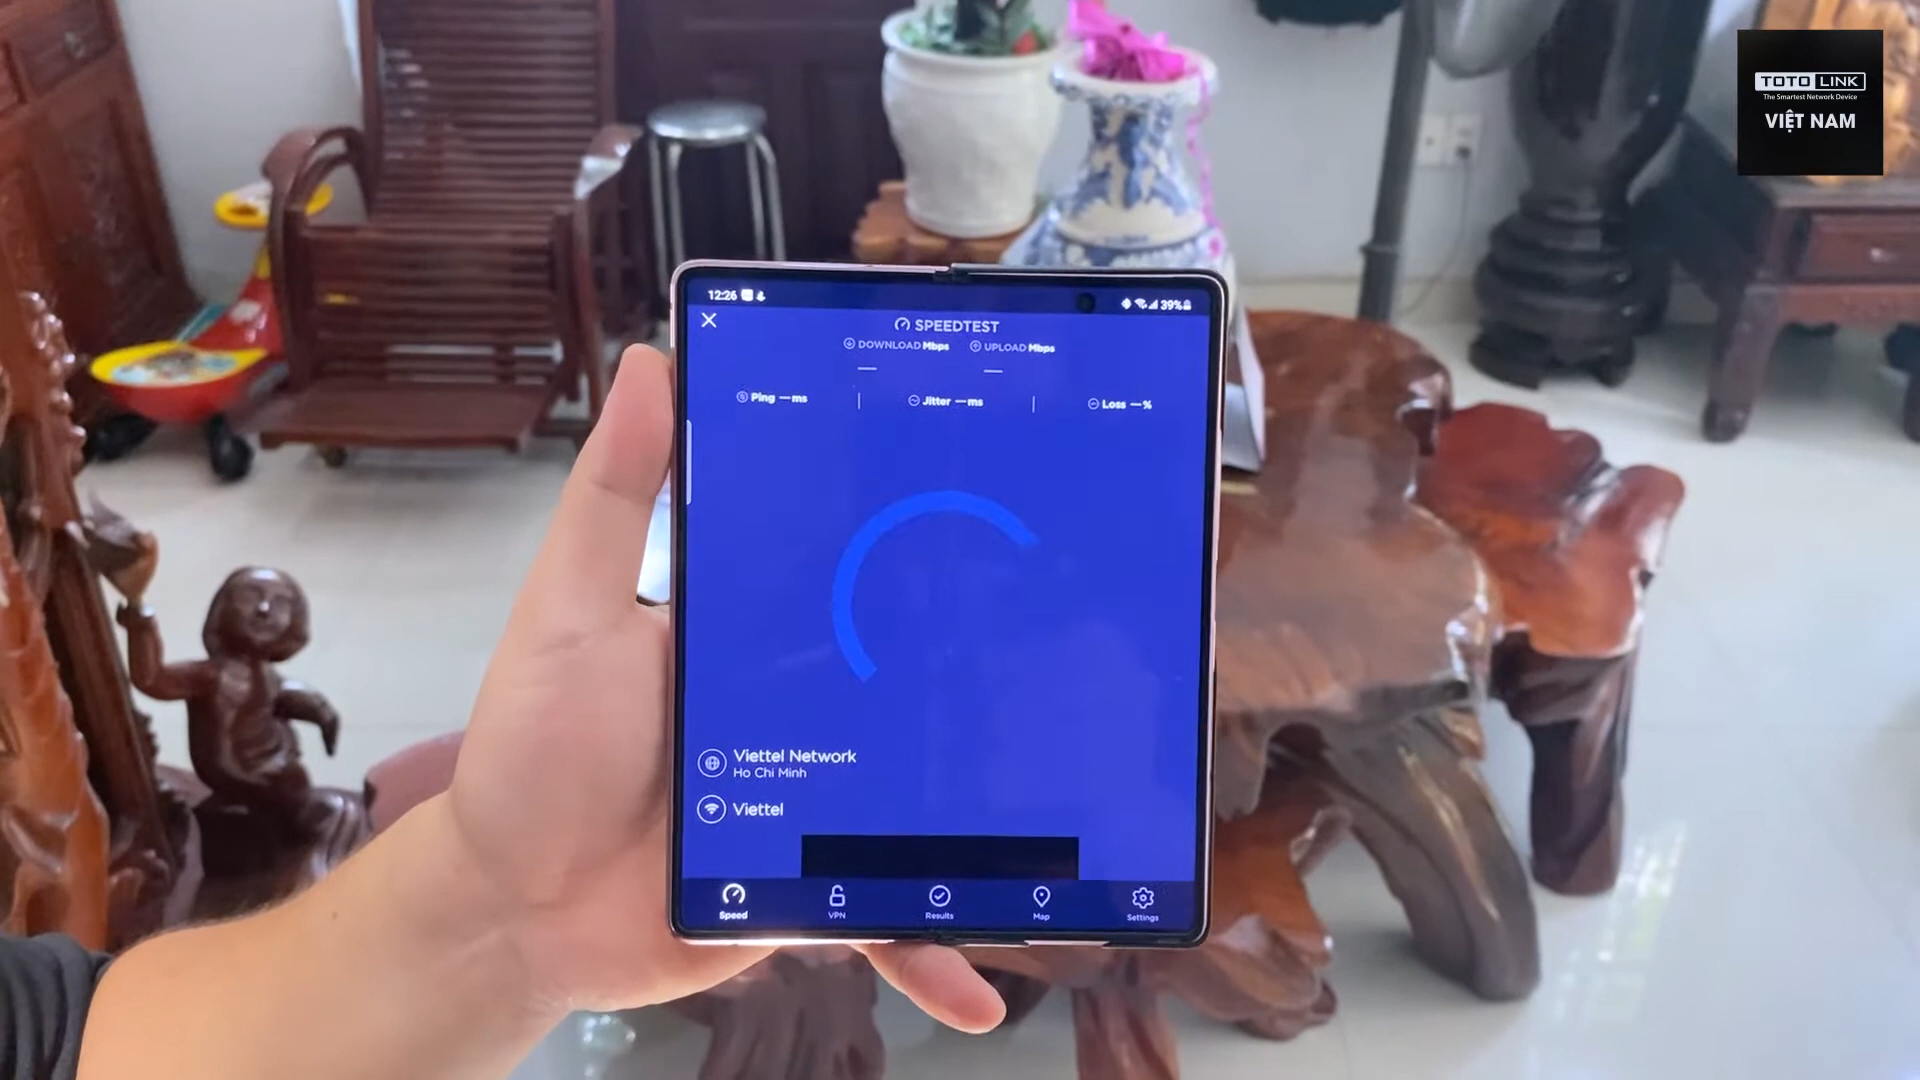 TOTO LINK
The Smartest Network Device
VIỆT NAM
12:26
39%
SPEEDTEST
DOWNLOAD Mbps
UPLOAD Mbps
—
—
Ping — ms
Jitter — ms
Loss — %
Viettel Network
Ho Chi Minh
Viettel
Speed
VPN
Results
Map
Settings